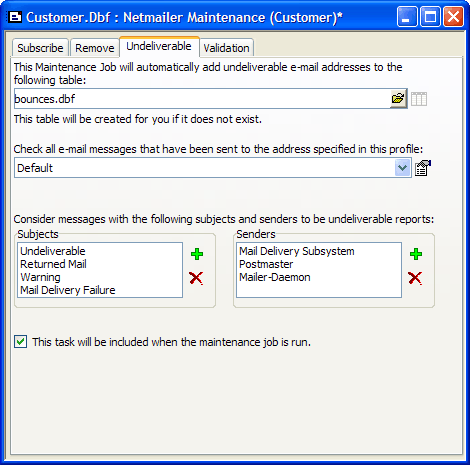 Customer.Dbf : Netmailer Maintenance (Customer)*
Subscribe Remove Undeliverable Validation
This Maintenance Job will automatically add undeliverable e-mail addresses to the
following table:
bounces.dbf
This table will be created for you if it does not exist.
Check all e-mail messages that have been sent to the address specified in this profile:
Default
Consider messages with the following subjects and senders to be undeliverable reports:
Subjects
Undeliverable
Returned Mail
Warning
Mail Delivery Failure
Senders
Mail Delivery Subsystem
Postmaster
Mailer-Daemon
This task will be included when the maintenance job is run.